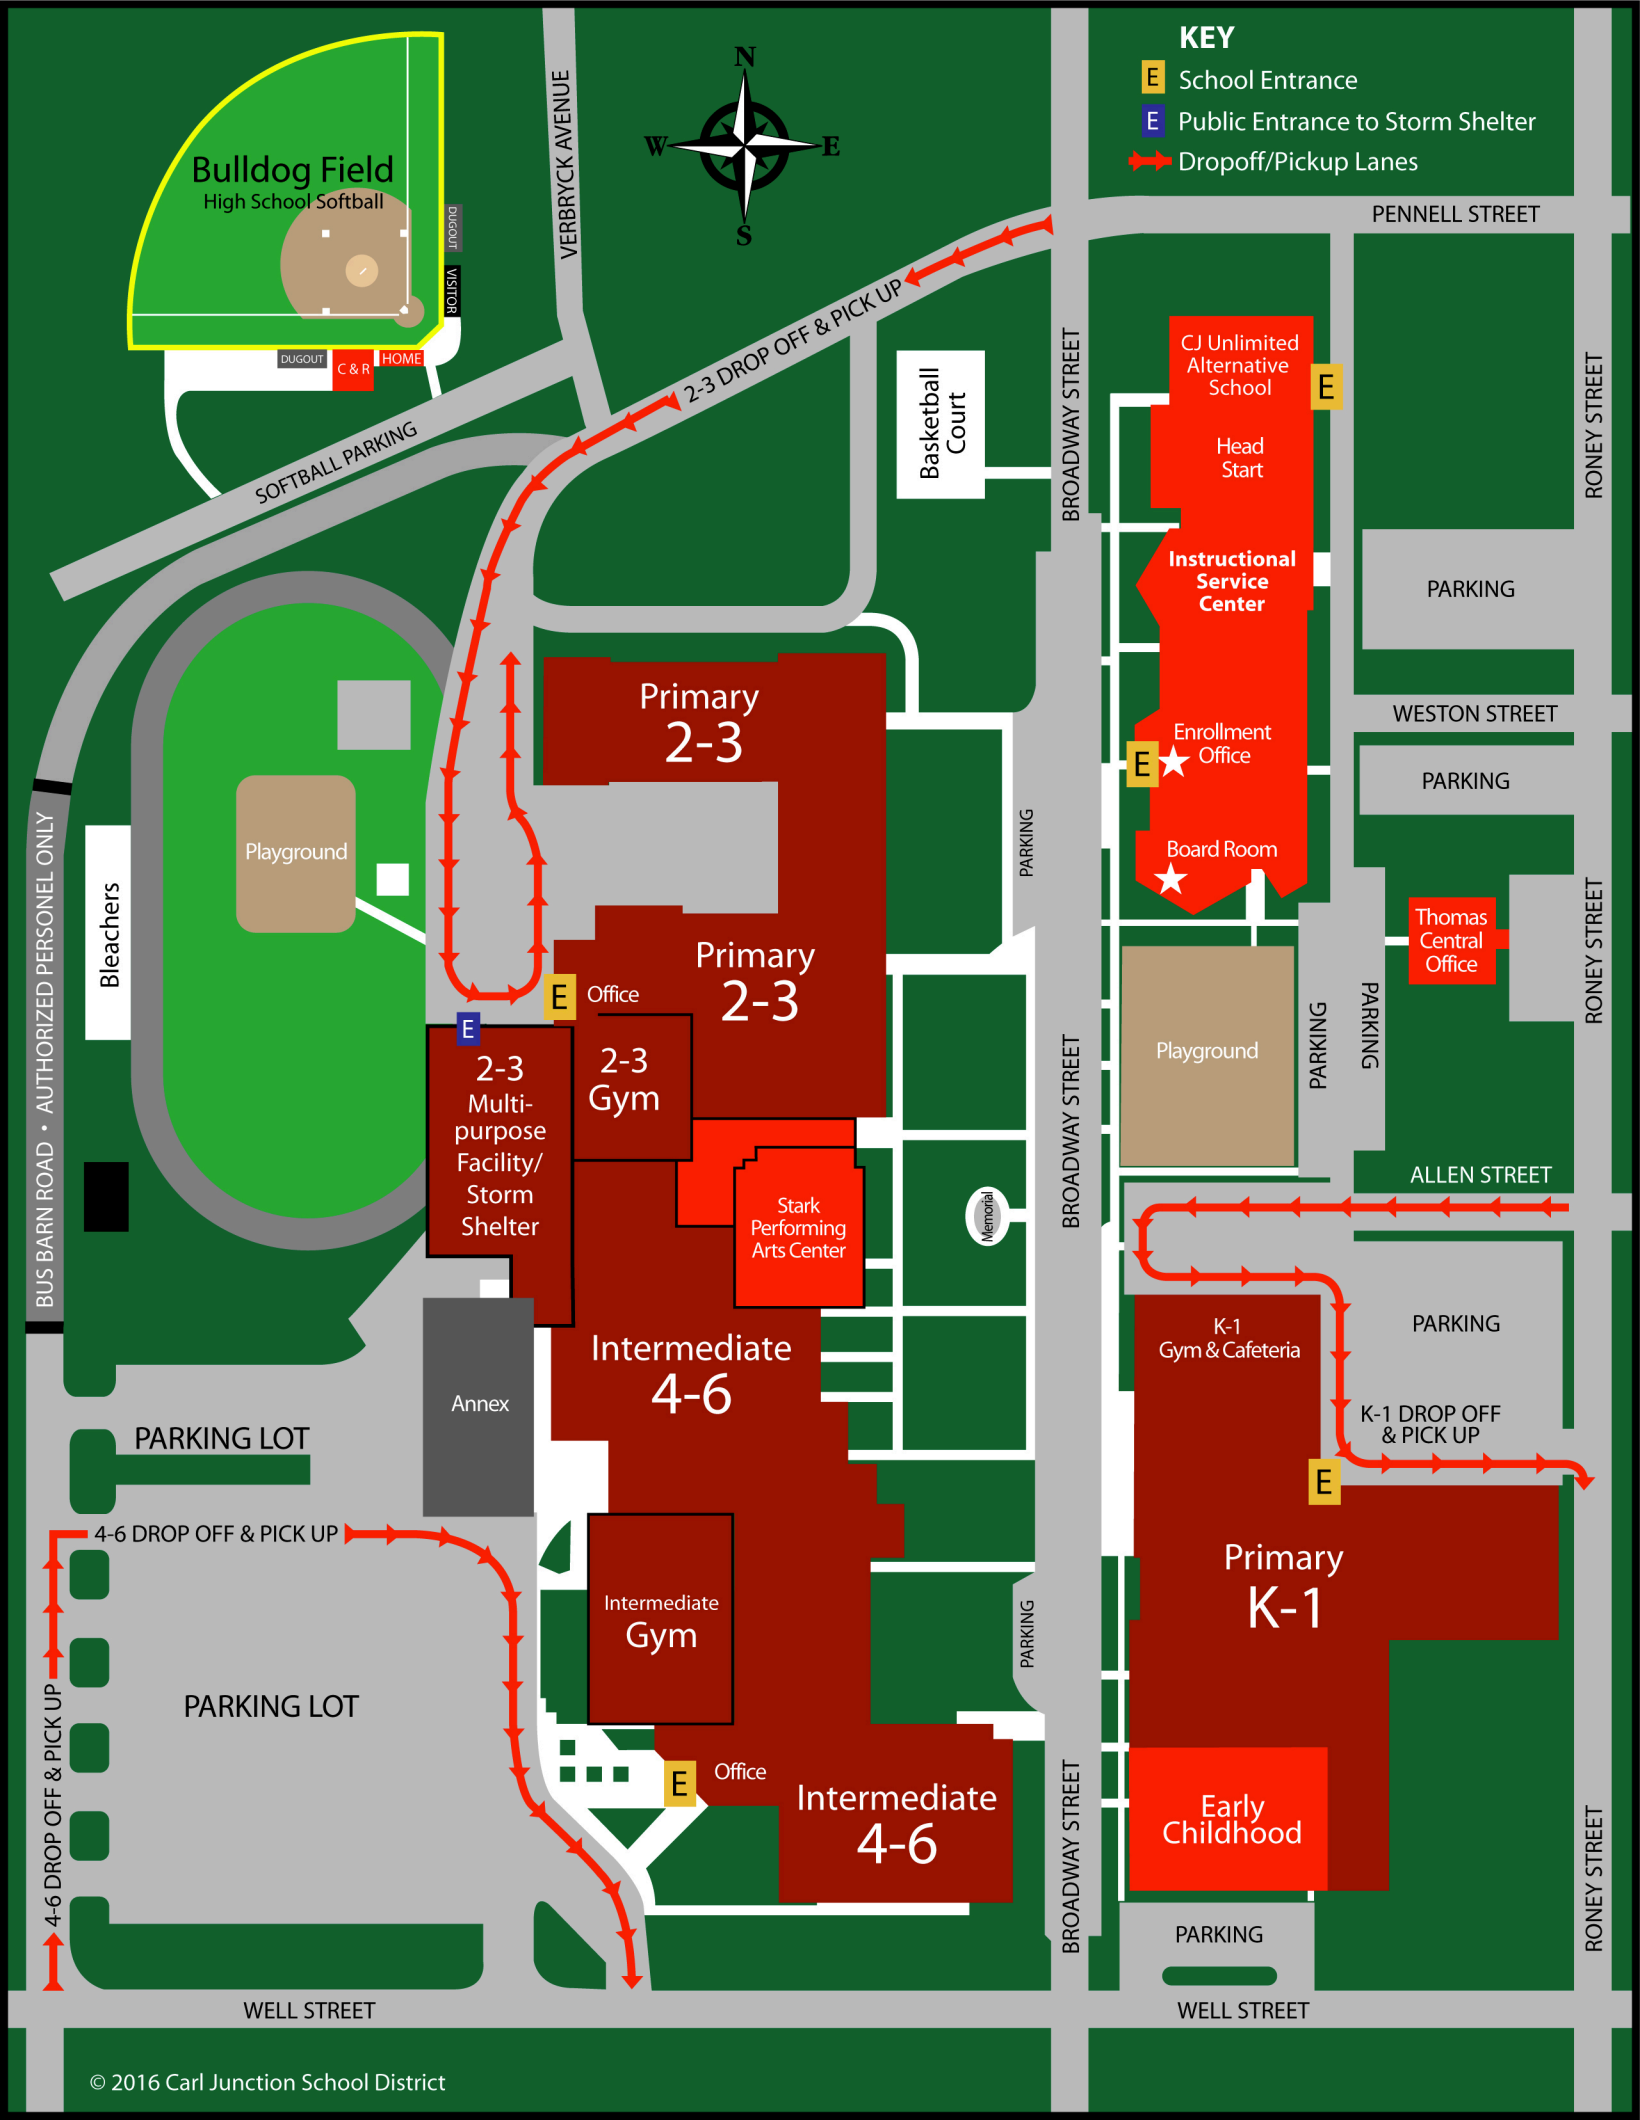 KEY
E School Entrance
E Public Entrance to Storm Shelter
Dropoff/Pickup Lanes
N
W E
S
VERBRYCK AVENUE
Bulldog Field
High School Softball
DUGOUT
VISITOR
DUGOUT
C & R
HOME
PENNELL STREET
2-3 DROP OFF & PICK UP
SOFTBALL PARKING
Basketball
Court
BROADWAY STREET
RONEY STREET
CJ Unlimited
Alternative
School
E
Head
Start
Instructional
Service
Center
PARKING
Enrollment
Office
E
WESTON STREET
PARKING
Board Room
Primary
2-3
PARKING
Playground
Bleachers
BUS BARN ROAD • AUTHORIZED PERSONEL ONLY
Thomas
Central
Office
RONEY STREET
Primary
2-3
E
Office
E
2-3
Multi-
purpose
Facility/
Storm
Shelter
2-3
Gym
Playground
PARKING
PARKING
BROADWAY STREET
Stark
Performing
Arts Center
Memorial
ALLEN STREET
K-1
Gym & Cafeteria
PARKING
Intermediate
4-6
Annex
PARKING LOT
K-1 DROP OFF
& PICK UP
E
4-6 DROP OFF & PICK UP
Primary
K-1
Intermediate
Gym
PARKING
PARKING LOT
4-6 DROP OFF & PICK UP
E
Office
Intermediate
4-6
Early
Childhood
BROADWAY STREET
RONEY STREET
PARKING
WELL STREET
WELL STREET
© 2016 Carl Junction School District